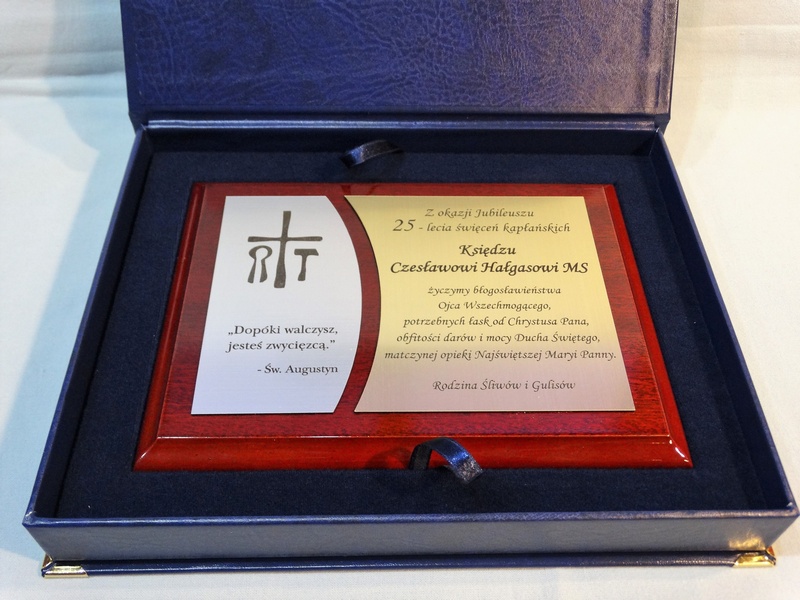 „Dopóki walczysz,
jesteś zwycięzcą.”
- Św. Augustyn
Z okazji Jubileuszu
25 - lecia święceń kapłańskich
Księdzu
Czesławowi Hałgasowi MS
życzymy błogosławieństwa
Ojca Wszechmogącego,
potrzebnych łask od Chrystusa Pana,
obfitości darów i mocy Ducha Świętego,
matczynej opieki Najświętszej Maryi Panny.
Rodzina Śliwów i Gulisów